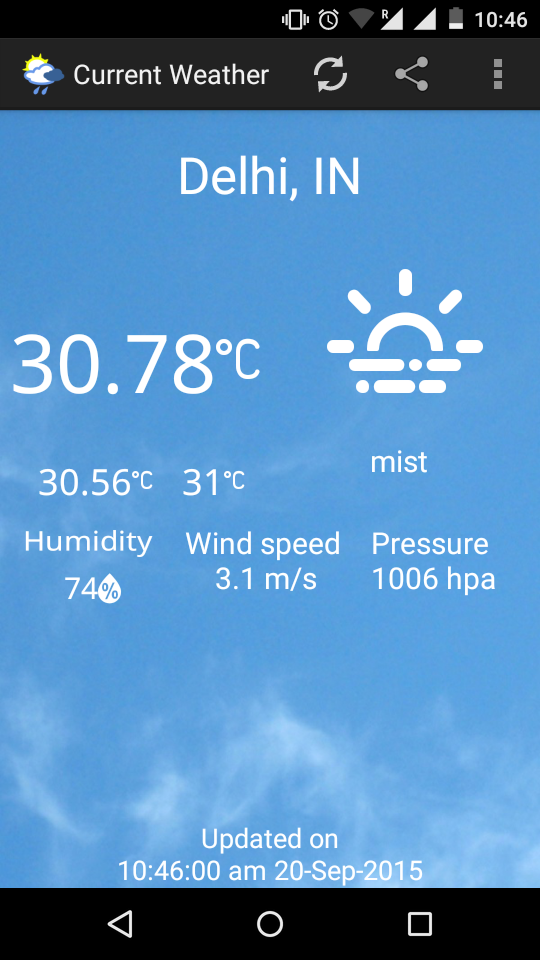 R 10:46
Current Weather
Delhi, IN
30.78°C
30.56°C 31°C
mist
Humidity
74%
Wind speed
3.1 m/s
Pressure
1006 hpa
Updated on
10:46:00 am 20-Sep-2015